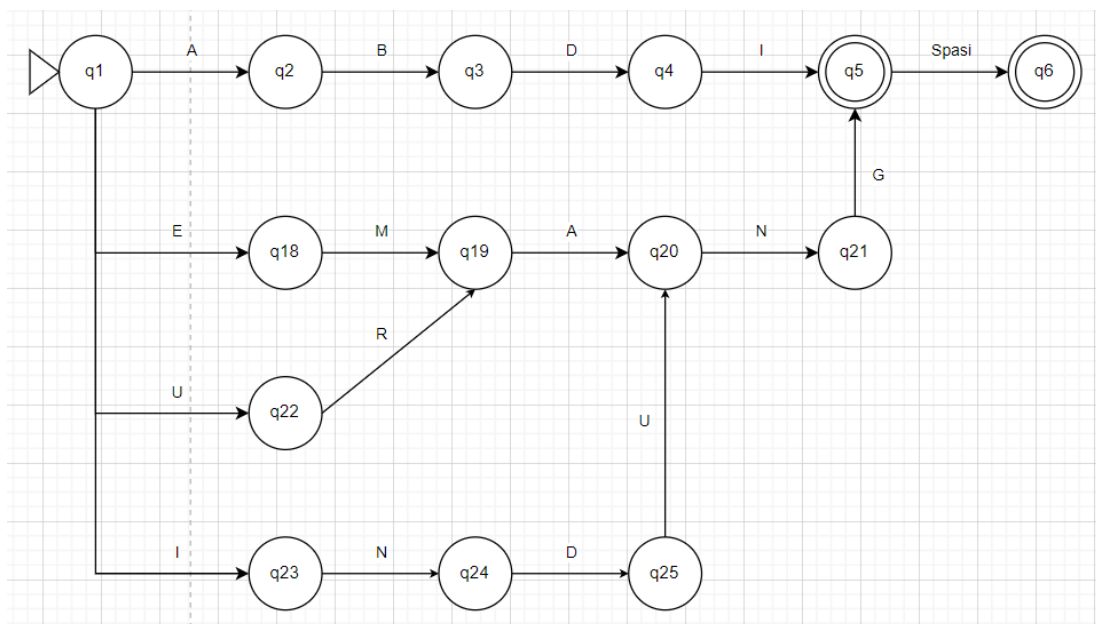 A B D I Spasi
q1 q2 q3 q4 q5 q6
G
E M A N
q18 q19 q20 q21
R
U
q22
U
I N D
q23 q24 q25